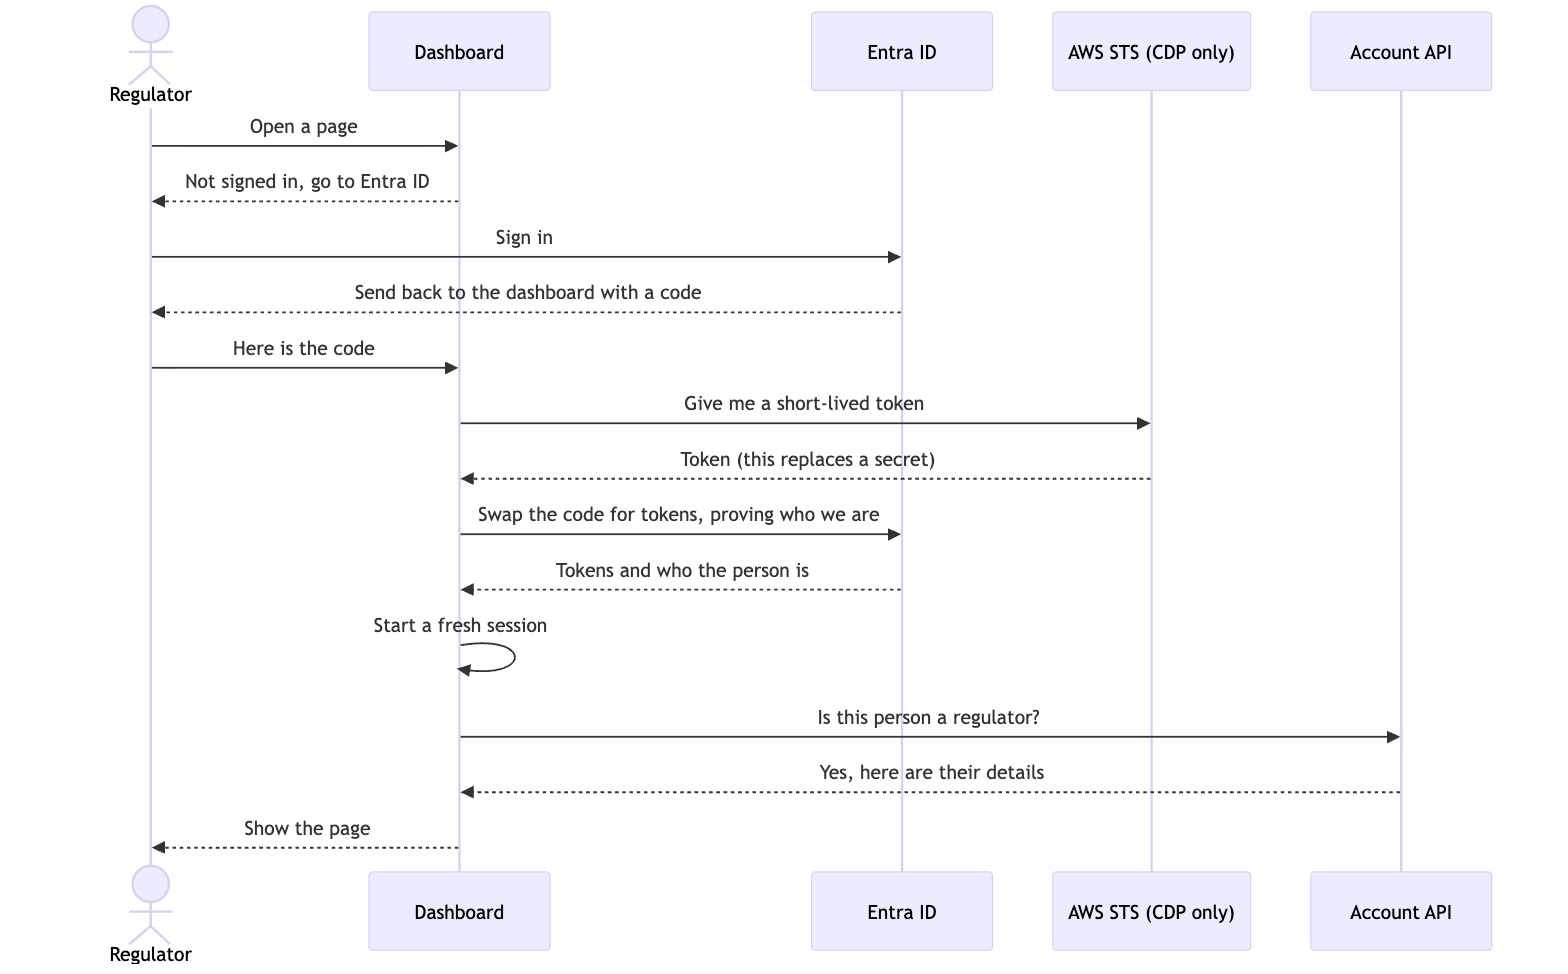 Regulator
Dashboard
Entra ID
AWS STS (CDP only)
Account API
Open a page
Not signed in, go to Entra ID
Sign in
Send back to the dashboard with a code
Here is the code
Give me a short-lived token
Token (this replaces a secret)
Swap the code for tokens, proving who we are
Tokens and who the person is
Start a fresh session
Is this person a regulator?
Yes, here are their details
Show the page
Regulator
Dashboard
Entra ID
AWS STS (CDP only)
Account API